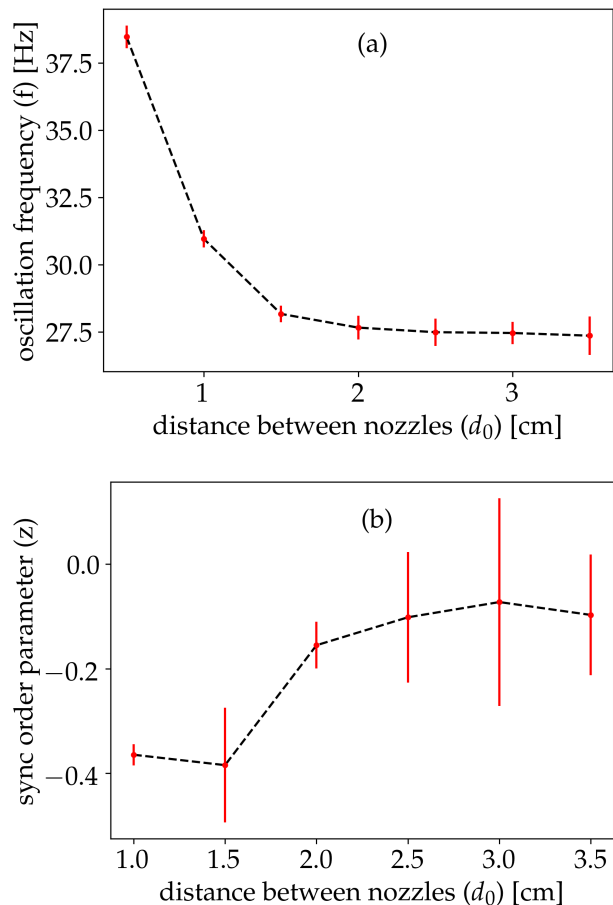 (a)
oscillation frequency (f) [Hz]
37.5
35.0
32.5
30.0
27.5
1
2
3
distance between nozzles (d₀) [cm]
(b)
sync order parameter (z)
0.0
−0.2
−0.4
1.0
1.5
2.0
2.5
3.0
3.5
distance between nozzles (d₀) [cm]